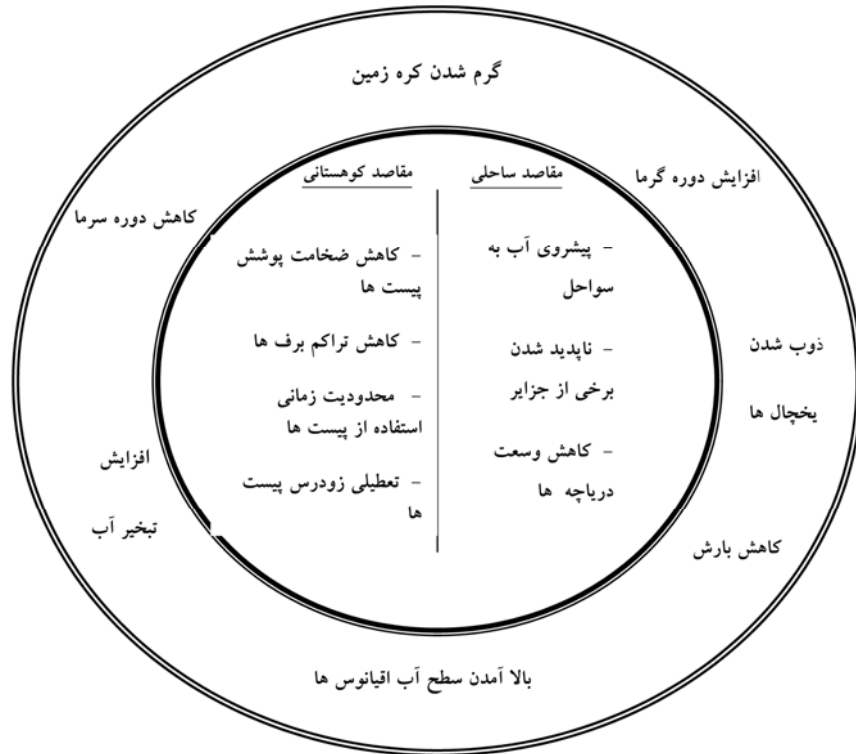 گرم شدن کره زمین
افزایش دوره گرما
ذوب شدن
یخچال ها
کاهش بارش
بالا آمدن سطح آب اقیانوس ها
افزایش
تبخیر آب
کاهش دوره سرما
مقاصد ساحلی
- پیشروی آب به
سواحل
- ناپدید شدن
برخی از جزایر
- کاهش وسعت
دریاچه ها
مقاصد کوهستانی
- کاهش ضخامت پوشش
پیست ها
- کاهش تراکم برف ها
- محدودیت زمانی
استفاده از پیست ها
- تعطیلی زودرس پیست
ها